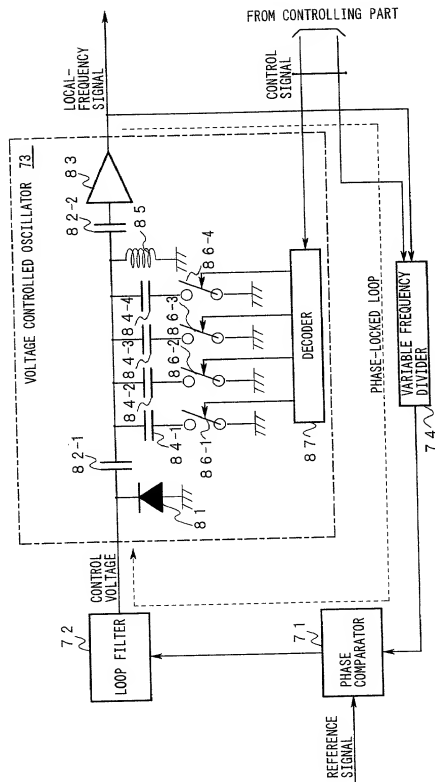 FROM CONTROLLING PART
LOCAL-FREQUENCY
SIGNAL
CONTROL
SIGNAL
VOLTAGE CONTROLLED OSCILLATOR 73
83
82-2
85
84-4
84-3
84-2
84-1
86-4
86-3
86-2
86-1
82-1
81
DECODER
87
PHASE-LOCKED LOOP
CONTROL
VOLTAGE
72
LOOP FILTER
71
PHASE
COMPARATOR
VARIABLE FREQUENCY
DIVIDER
74
REFERENCE
SIGNAL